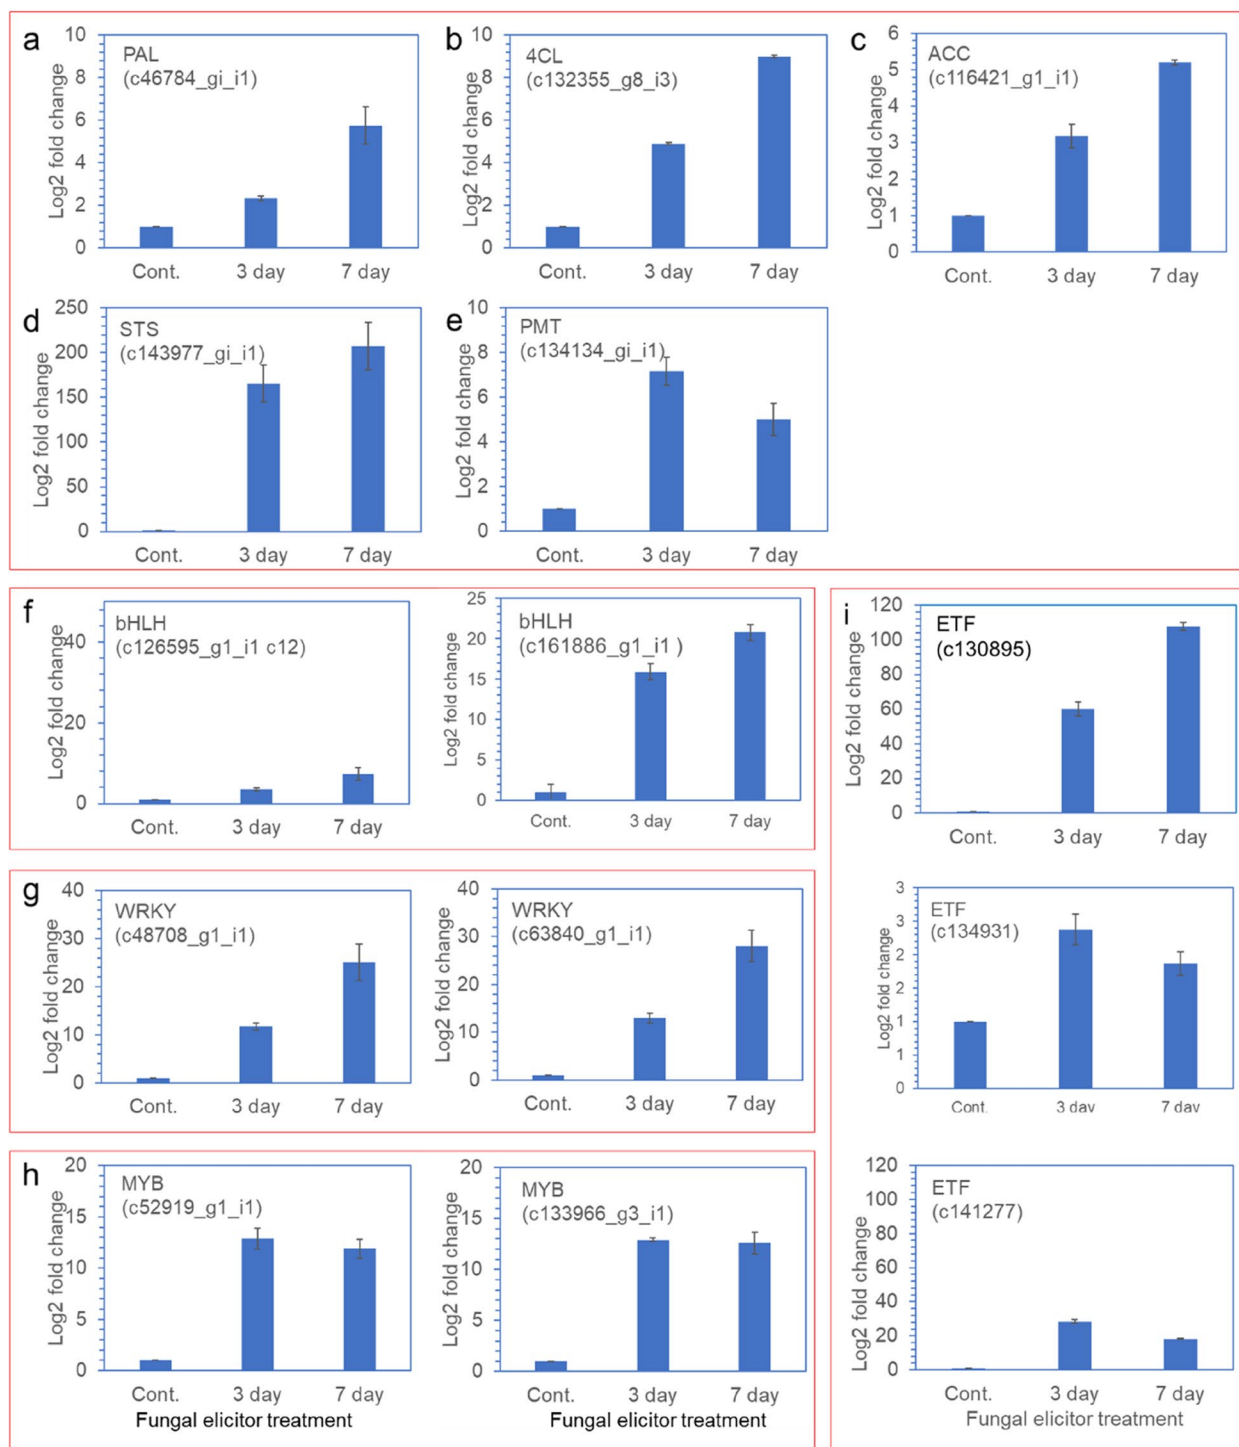 a
PAL
(c46784_gi_i1)
Log2 fold change
10
8
6
4
2
0
Cont.
3 day
7 day
b
4CL
(c132355_g8_i3)
Log2 fold change
10
8
6
4
2
0
Cont.
3 day
7 day
c
ACC
(c116421_g1_i1)
Log2 fold change
6
5
4
3
2
1
0
Cont.
3 day
7 day
d
STS
(c143977_gi_i1)
Log2 fold change
250
200
150
100
50
0
Cont.
3 day
7 day
e
PMT
(c134134_gi_i1)
Log2 fold change
10
8
6
4
2
0
Cont.
3 day
7 day
f
bHLH
(c126595_g1_i1 c12)
Log2 fold change
40
20
0
Cont.
3 day
7 day
bHLH
(c161886_g1_i1 )
Log2 fold change
25
20
15
10
5
0
Cont.
3 day
7 day
g
WRKY
(c48708_g1_i1)
Log2 fold change
40
30
20
10
0
Cont.
3 day
7 day
WRKY
(c63840_g1_i1)
Log2 fold change
40
30
20
10
0
Cont.
3 day
7 day
h
MYB
(c52919_g1_i1)
Log2 fold change
20
15
10
5
0
Cont.
3 day
7 day
Fungal elicitor treatment
MYB
(c133966_g3_i1)
Log2 fold change
20
15
10
5
0
Cont.
3 day
7 day
Fungal elicitor treatment
i
ETF
(c130895)
Log2 fold change
120
100
80
60
40
20
0
Cont.
3 day
7 day
ETF
(c134931)
Log2 fold change
3
3
2
2
1
1
0
Cont.
3 day
7 day
ETF
(c141277)
Log2 fold change
120
100
80
60
40
20
0
Cont.
3 day
7 day
Fungal elicitor treatment